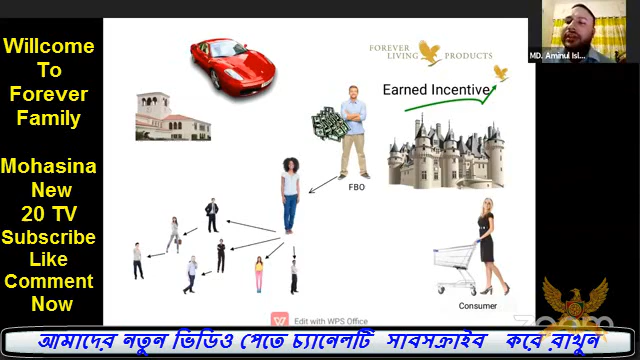 Willcome
To
Forever
Family
Mohasina
New
20 TV
Subscribe
Like
Comment
Now
FOREVER
LIVING PRODUCTS
Earned Incentive
FBO
Consumer
MD. Aminul Isl...
Edit with WPS Office
zoom
আমাদের নতুন ভিডিও পেতে চ্যানেলটি সাবসক্রাইব করে রাখুন